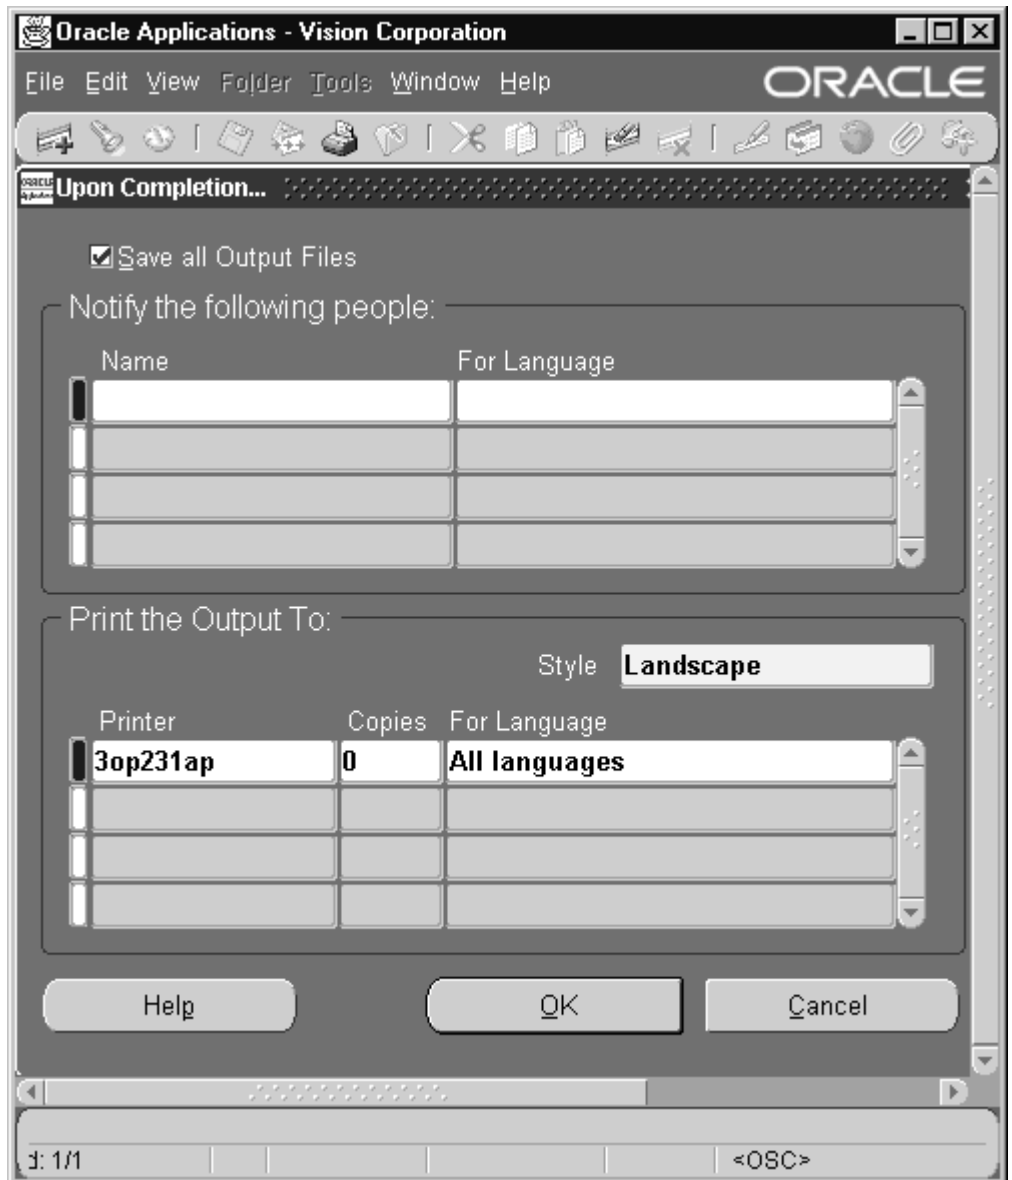 Oracle Applications - Vision Corporation
File Edit View Folder Tools Window Help
ORACLE
Upon Completion...
Save all Output Files
Notify the following people:
Name For Language
Print the Output To:
Style Landscape
Printer Copies For Language
3op231ap 0 All languages
Help OK Cancel
d: 1/1 <OSC>